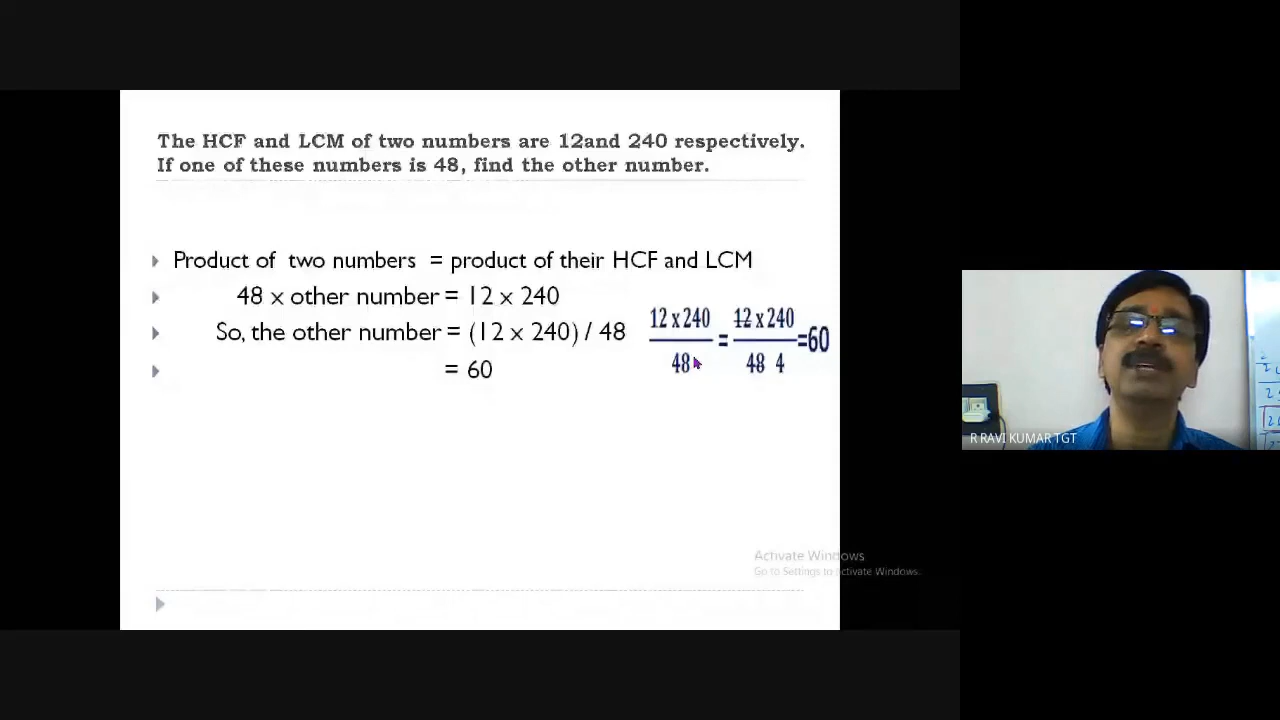 The HCF and LCM of two numbers are 12and 240 respectively.
If one of these numbers is 48, find the other number.
Product of two numbers = product of their HCF and LCM
48 x other number = 12 x 240
So, the other number = (12 x 240) / 48
= 60
12 x 240
48
=
12 x 240
48 4
=60
R RAVI KUMAR TGT
Activate Windows
Go to Settings to activate Windows.